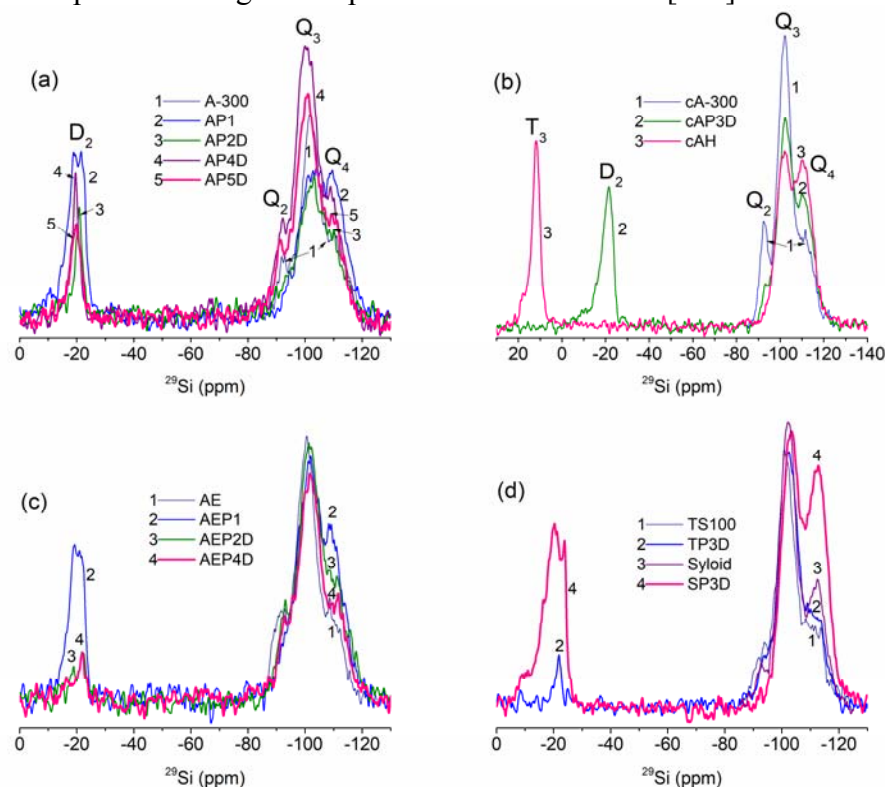 (a)
Q3
D2
Q4
Q2
1 A-300
2 AP1
3 AP2D
4 AP4D
5 AP5D
4
2
3
5
4
1
2
5
3
1
0 -20 -40 -60 -80 -100 -120
29Si (ppm)
(b)
Q3
T3
D2
Q2
Q4
1 cA-300
2 cAP3D
3 cAH
1
3
2
3
2
1
20 0 -20 -40 -60 -80 -100 -120 -140
29Si (ppm)
(c)
1 AE
2 AEP1
3 AEP2D
4 AEP4D
2
3
4
2
3
4
1
0 -20 -40 -60 -80 -100 -120
29Si (ppm)
(d)
1 TS100
2 TP3D
3 Syloid
4 SP3D
4
2
4
3
2
1
0 -20 -40 -60 -80 -100 -120
29Si (ppm)